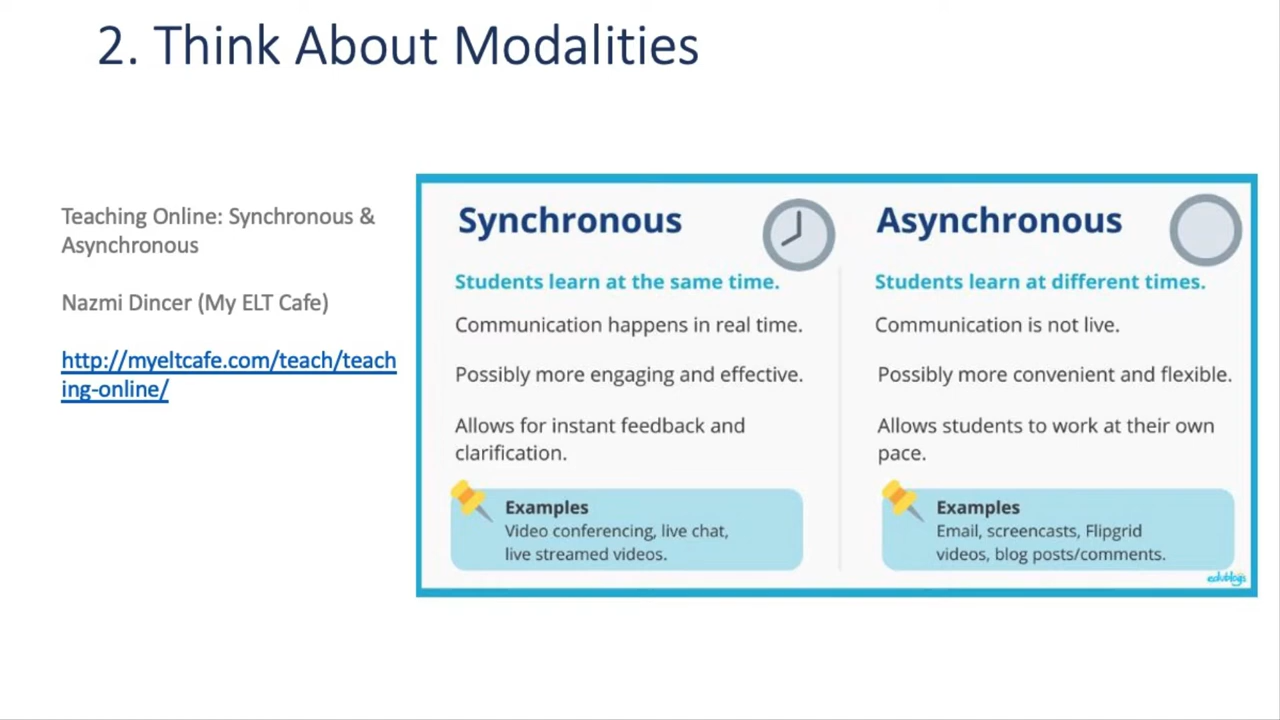 2. Think About Modalities
Teaching Online: Synchronous &
Asynchronous
Nazmi Dincer (My ELT Cafe)
http://myeltcafe.com/teach/teach
ing-online/
Synchronous
Students learn at the same time.
Communication happens in real time.
Possibly more engaging and effective.
Allows for instant feedback and
clarification.
Examples
Video conferencing, live chat,
live streamed videos.
Asynchronous
Students learn at different times.
Communication is not live.
Possibly more convenient and flexible.
Allows students to work at their own
pace.
Examples
Email, screencasts, Flipgrid
videos, blog posts/comments.
edublogs